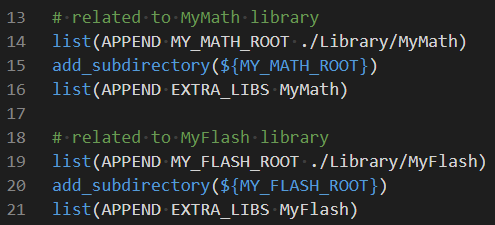 13 # related to MyMath library
14 list(APPEND MY_MATH_ROOT ./Library/MyMath)
15 add_subdirectory(${MY_MATH_ROOT})
16 list(APPEND EXTRA_LIBS MyMath)
17
18 # related to MyFlash library
19 list(APPEND MY_FLASH_ROOT ./Library/MyFlash)
20 add_subdirectory(${MY_FLASH_ROOT})
21 list(APPEND EXTRA_LIBS MyFlash)